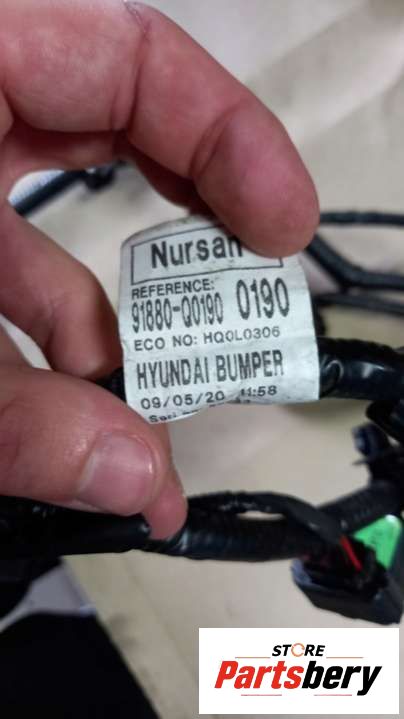 Nursan
REFERENCE:
91880-Q0190 0190
ECO NO: HQ0L0306
HYUNDAI BUMPER
09/05/20 11:58
STORE
Partsbery